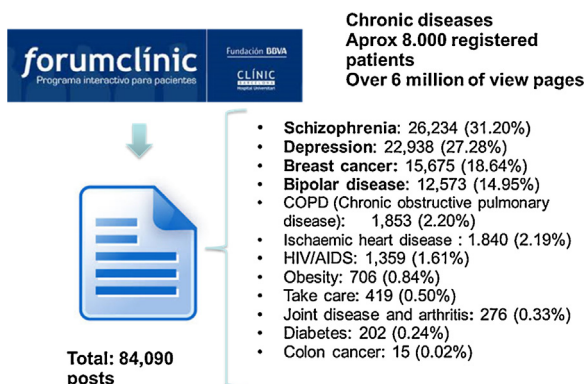 forumclínic
Programa interactivo para pacientes
Fundación BBVA
CLÍNIC
BARCELONA
Hospital Universitari
Chronic diseases
Aprox 8.000 registered
patients
Over 6 million of view pages
• Schizophrenia: 26,234 (31.20%)
• Depression: 22,938 (27.28%)
• Breast cancer: 15,675 (18.64%)
• Bipolar disease: 12,573 (14.95%)
• COPD (Chronic obstructive pulmonary
disease): 1,853 (2.20%)
• Ischaemic heart disease : 1.840 (2.19%)
• HIV/AIDS: 1,359 (1.61%)
• Obesity: 706 (0.84%)
• Take care: 419 (0.50%)
• Joint disease and arthritis: 276 (0.33%)
• Diabetes: 202 (0.24%)
• Colon cancer: 15 (0.02%)
Total: 84,090
posts